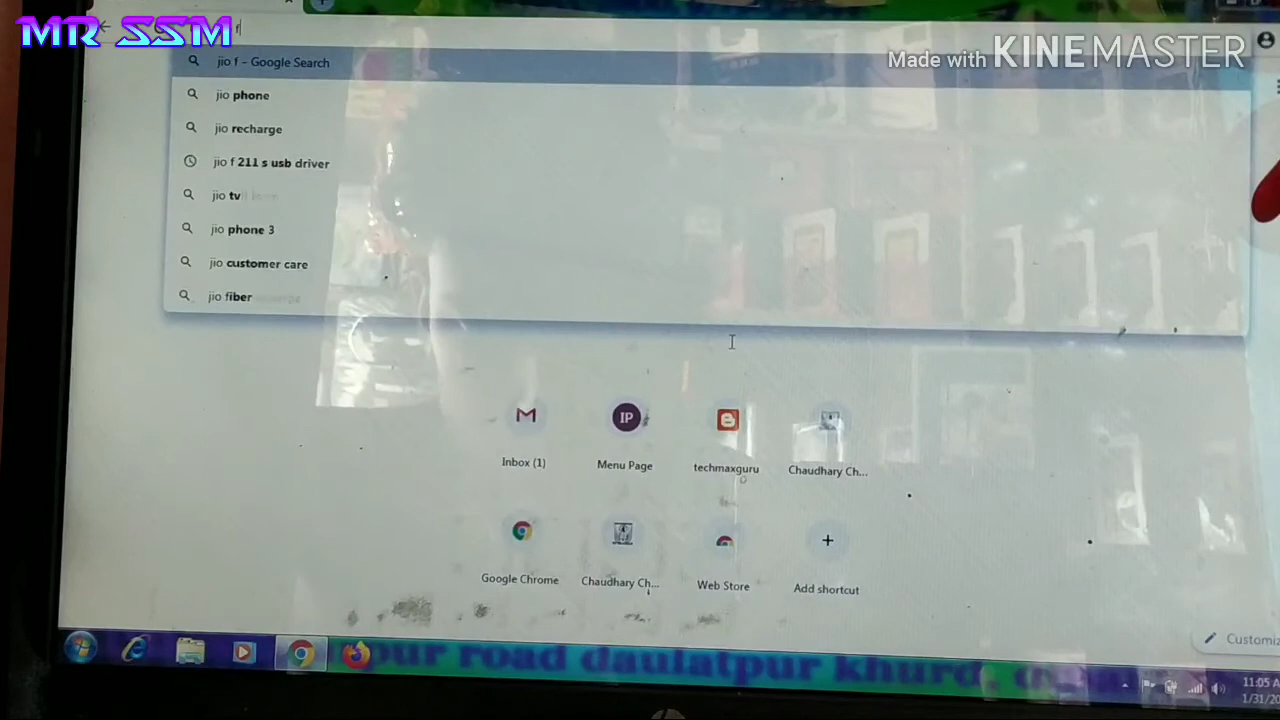 MR SSM
Made with KINEMASTER
jio f - Google Search
jio phone
jio recharge
jio f 211 s usb driver
jio tv
jio phone 3
jio customer care
jio fiber
Inbox (1)
IP
Menu Page
techmaxguru
Chaudhary Ch...
Google Chrome
Chaudhary Ch...
Web Store
Add shortcut
Customiz
pur road daulatpur khurd,
11:05 A
1/31/20